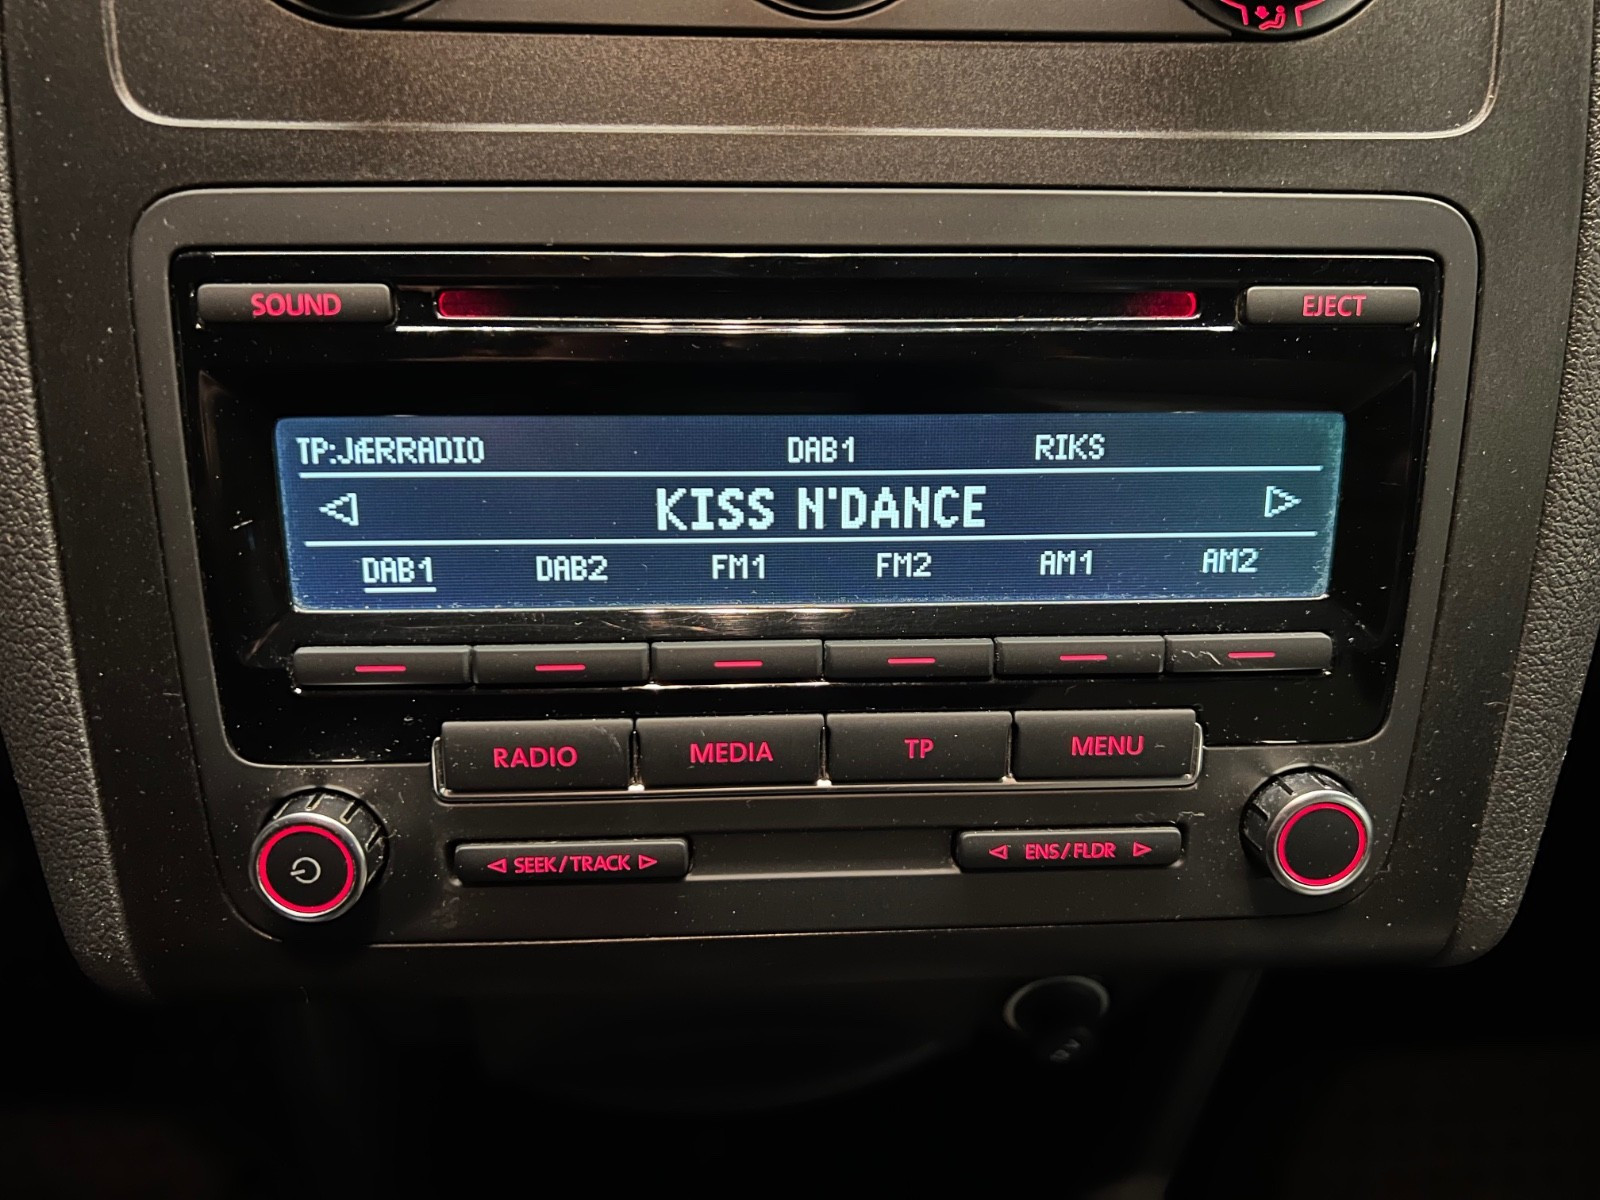 SOUND EJECT
TP:JÆRRADIO DAB1 RIKS
KISS N'DANCE
DAB1 DAB2 FM1 FM2 AM1 AM2
RADIO MEDIA TP MENU
SEEK/TRACK ENS/FLDR